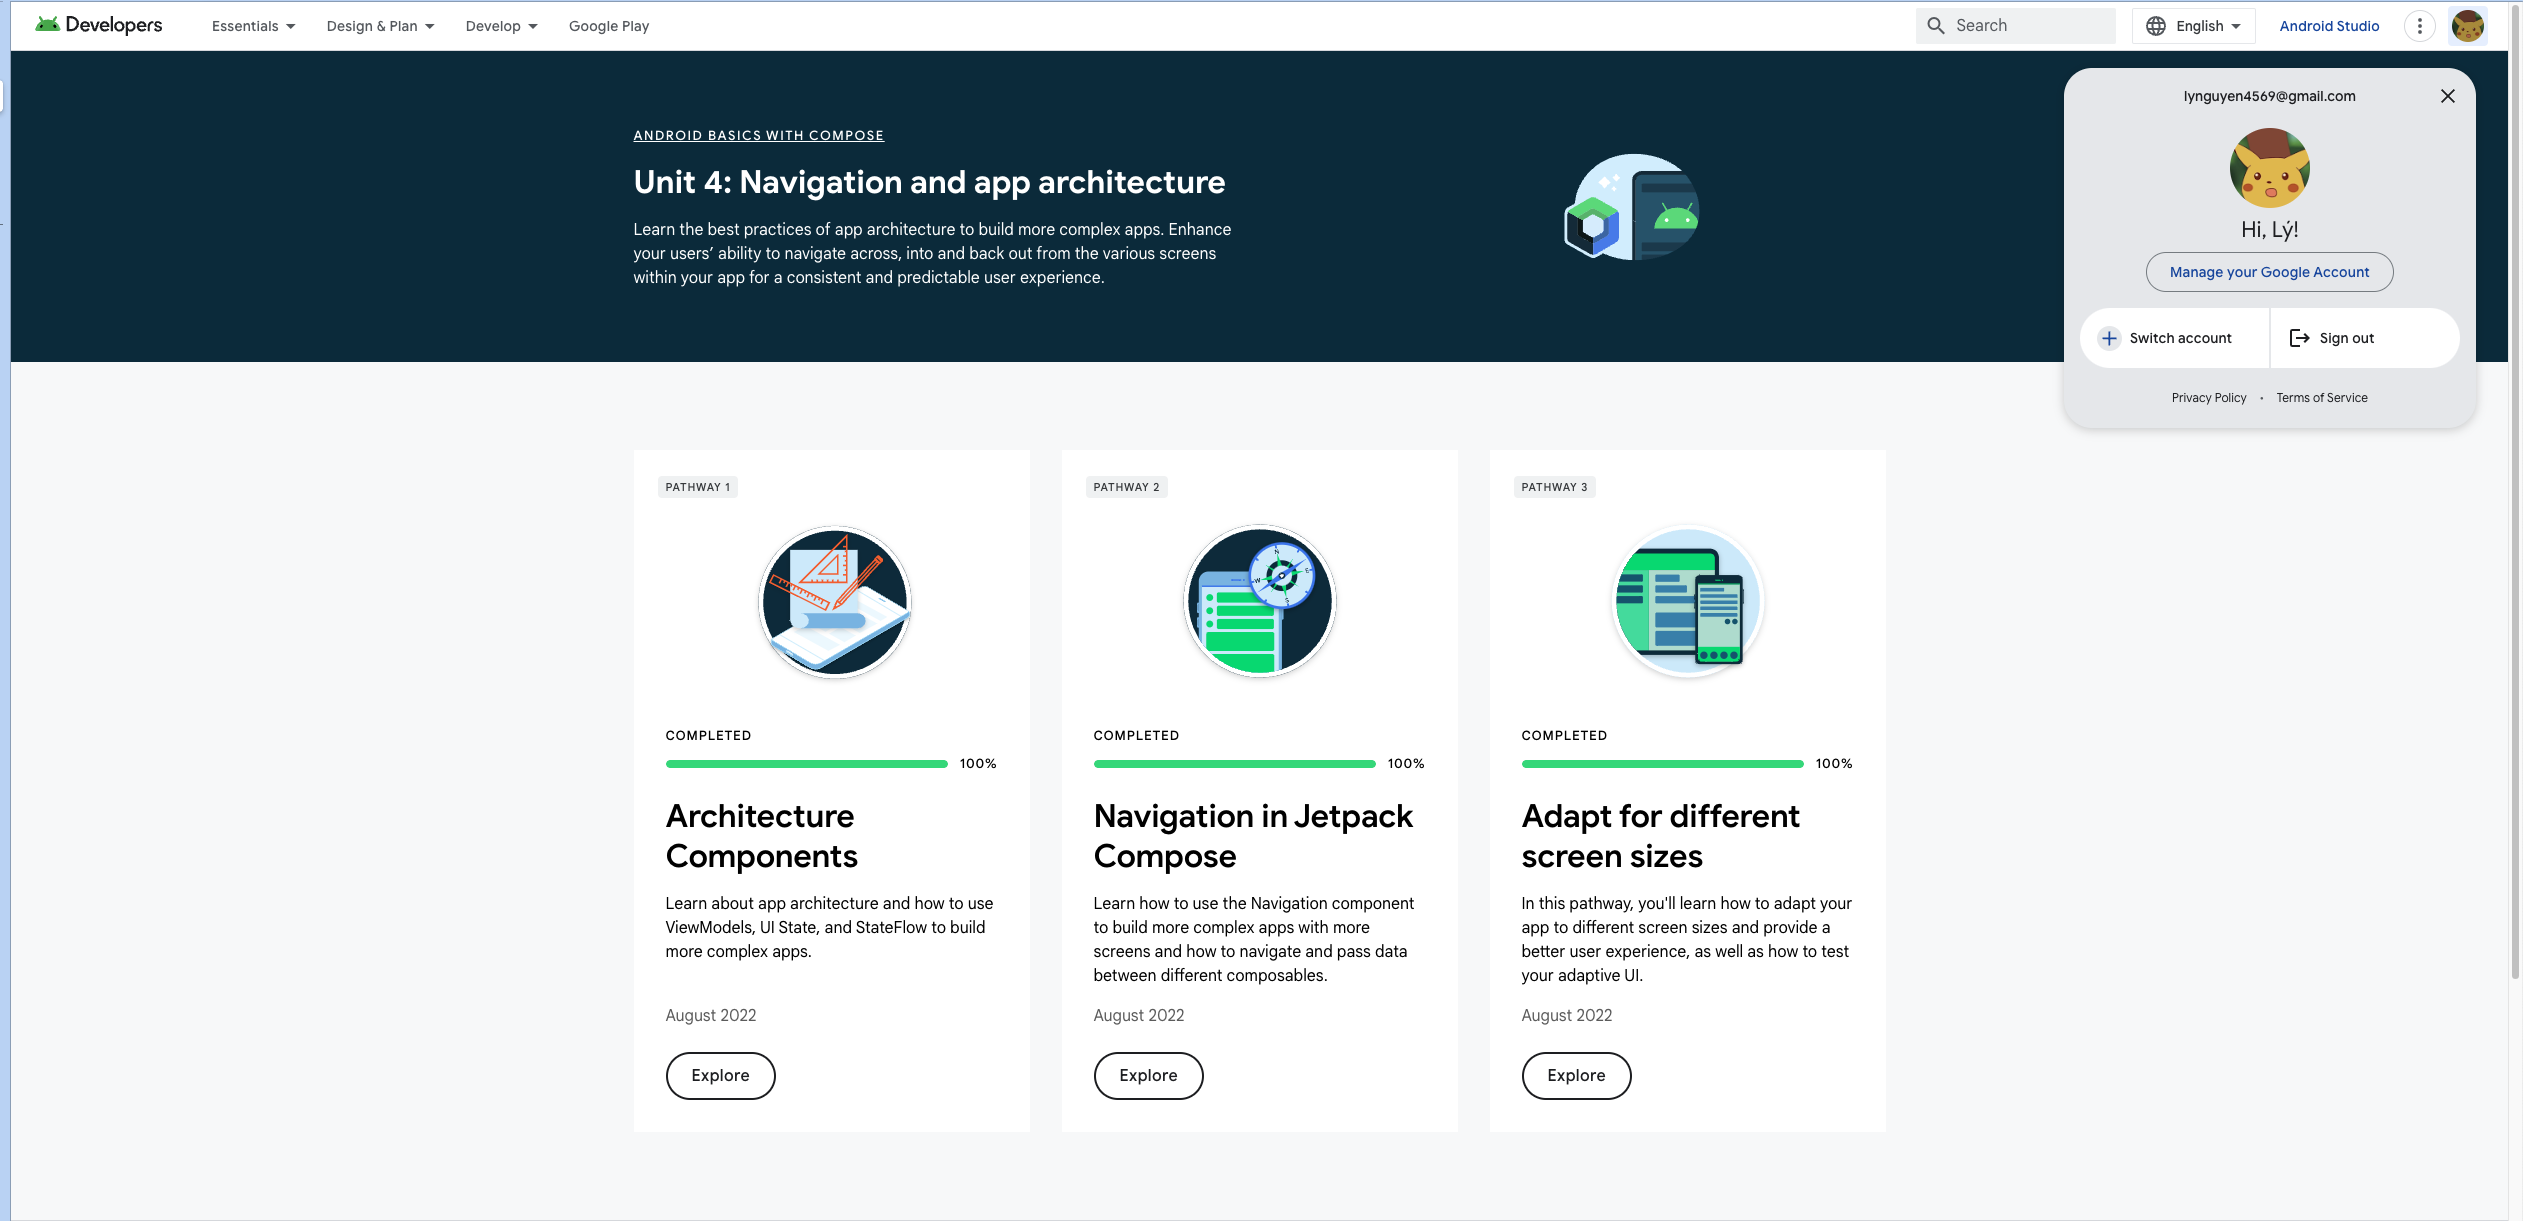 Developers
Essentials
Design & Plan
Develop
Google Play
Search
English
Android Studio
lynguyen4569@gmail.com
Hi, Lý!
Manage your Google Account
Switch account
Sign out
Privacy Policy • Terms of Service
ANDROID BASICS WITH COMPOSE
Unit 4: Navigation and app architecture
Learn the best practices of app architecture to build more complex apps. Enhance
your users’ ability to navigate across, into and back out from the various screens
within your app for a consistent and predictable user experience.
PATHWAY 1
COMPLETED
100%
Architecture
Components
Learn about app architecture and how to use
ViewModels, UI State, and StateFlow to build
more complex apps.
August 2022
Explore
PATHWAY 2
N
E
S
W
COMPLETED
100%
Navigation in Jetpack
Compose
Learn how to use the Navigation component
to build more complex apps with more
screens and how to navigate and pass data
between different composables.
August 2022
Explore
PATHWAY 3
COMPLETED
100%
Adapt for different
screen sizes
In this pathway, you'll learn how to adapt your
app to different screen sizes and provide a
better user experience, as well as how to test
your adaptive UI.
August 2022
Explore